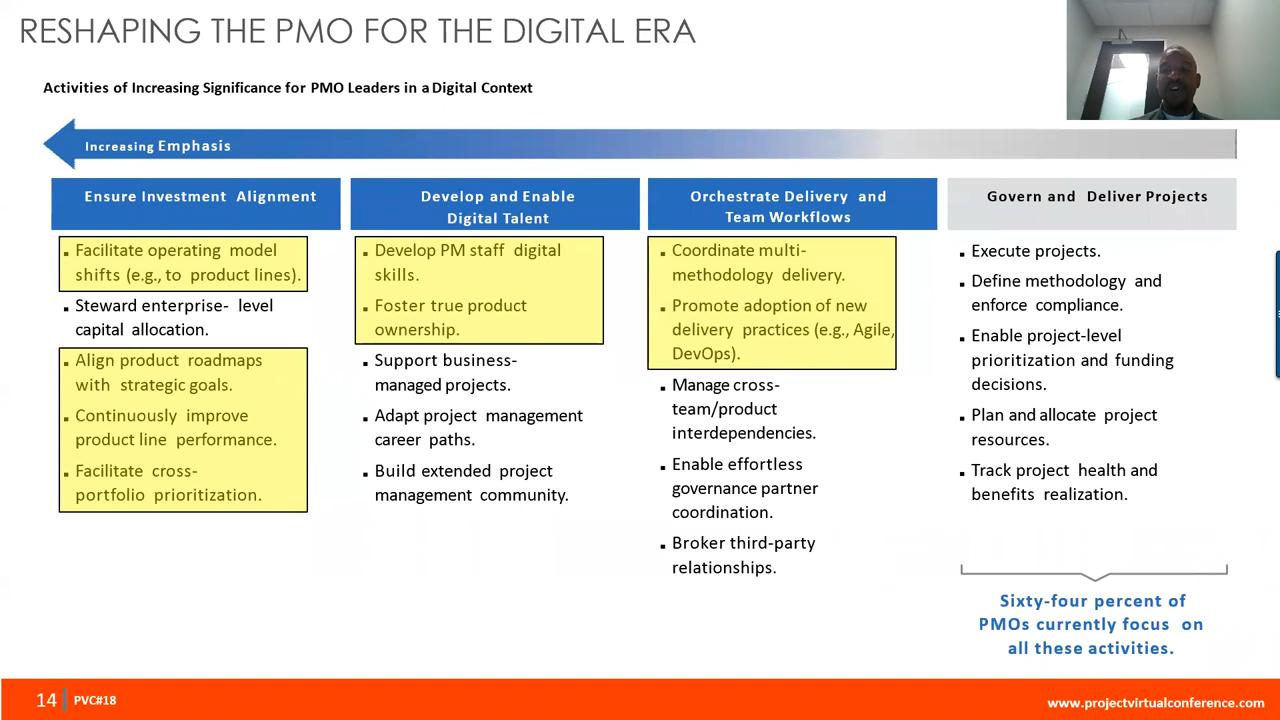 RESHAPING THE PMO FOR THE DIGITAL ERA
Activities of Increasing Significance for PMO Leaders in a Digital Context
Increasing Emphasis
Ensure Investment Alignment
▪ Facilitate operating model
shifts (e.g., to product lines).
▪ Steward enterprise- level
capital allocation.
▪ Align product roadmaps
with strategic goals.
▪ Continuously improve
product line performance.
▪ Facilitate cross-
portfolio prioritization.
Develop and Enable
Digital Talent
▪ Develop PM staff digital
skills.
▪ Foster true product
ownership.
▪ Support business-
managed projects.
▪ Adapt project management
career paths.
▪ Build extended project
management community.
Orchestrate Delivery and
Team Workflows
▪ Coordinate multi-
methodology delivery.
▪ Promote adoption of new
delivery practices (e.g., Agile,
DevOps).
▪ Manage cross-
team/product
interdependencies.
▪ Enable effortless
governance partner
coordination.
▪ Broker third-party
relationships.
Govern and Deliver Projects
▪ Execute projects.
▪ Define methodology and
enforce compliance.
▪ Enable project-level
prioritization and funding
decisions.
▪ Plan and allocate project
resources.
▪ Track project health and
benefits realization.
Sixty-four percent of
PMOs currently focus on
all these activities.
14 PVC#18
www.projectvirtualconference.com